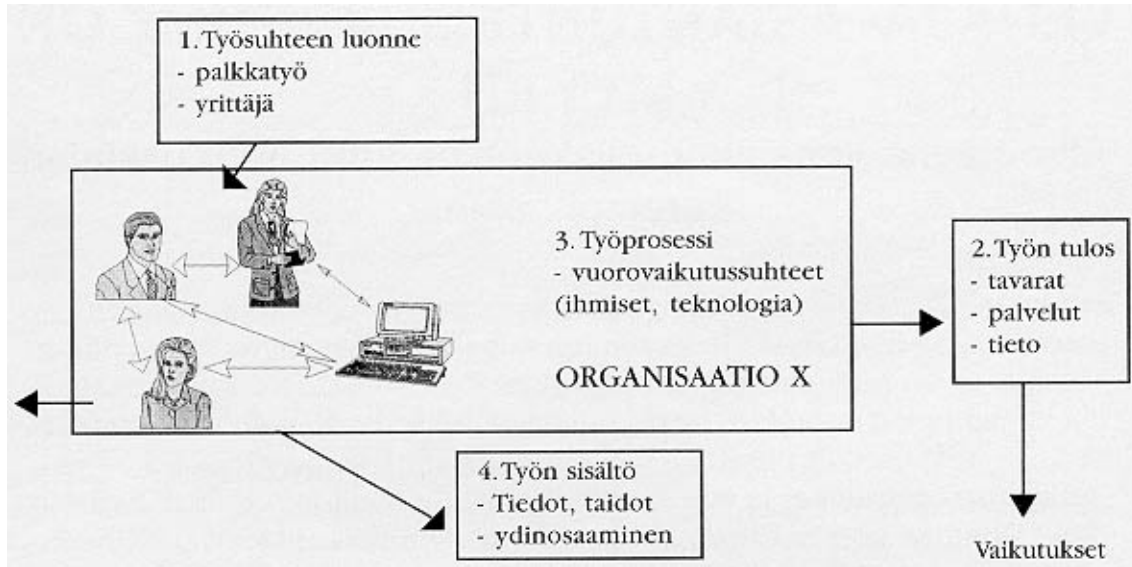 1. Työsuhteen luonne
- palkkatyö
- yrittäjä
3. Työprosessi
- vuorovaikutussuhteet
(ihmiset, teknologia)
ORGANISAATIO X
2. Työn tulos
- tavarat
- palvelut
- tieto
4. Työn sisältö
- Tiedot, taidot
- ydinosaaminen
Vaikutukset